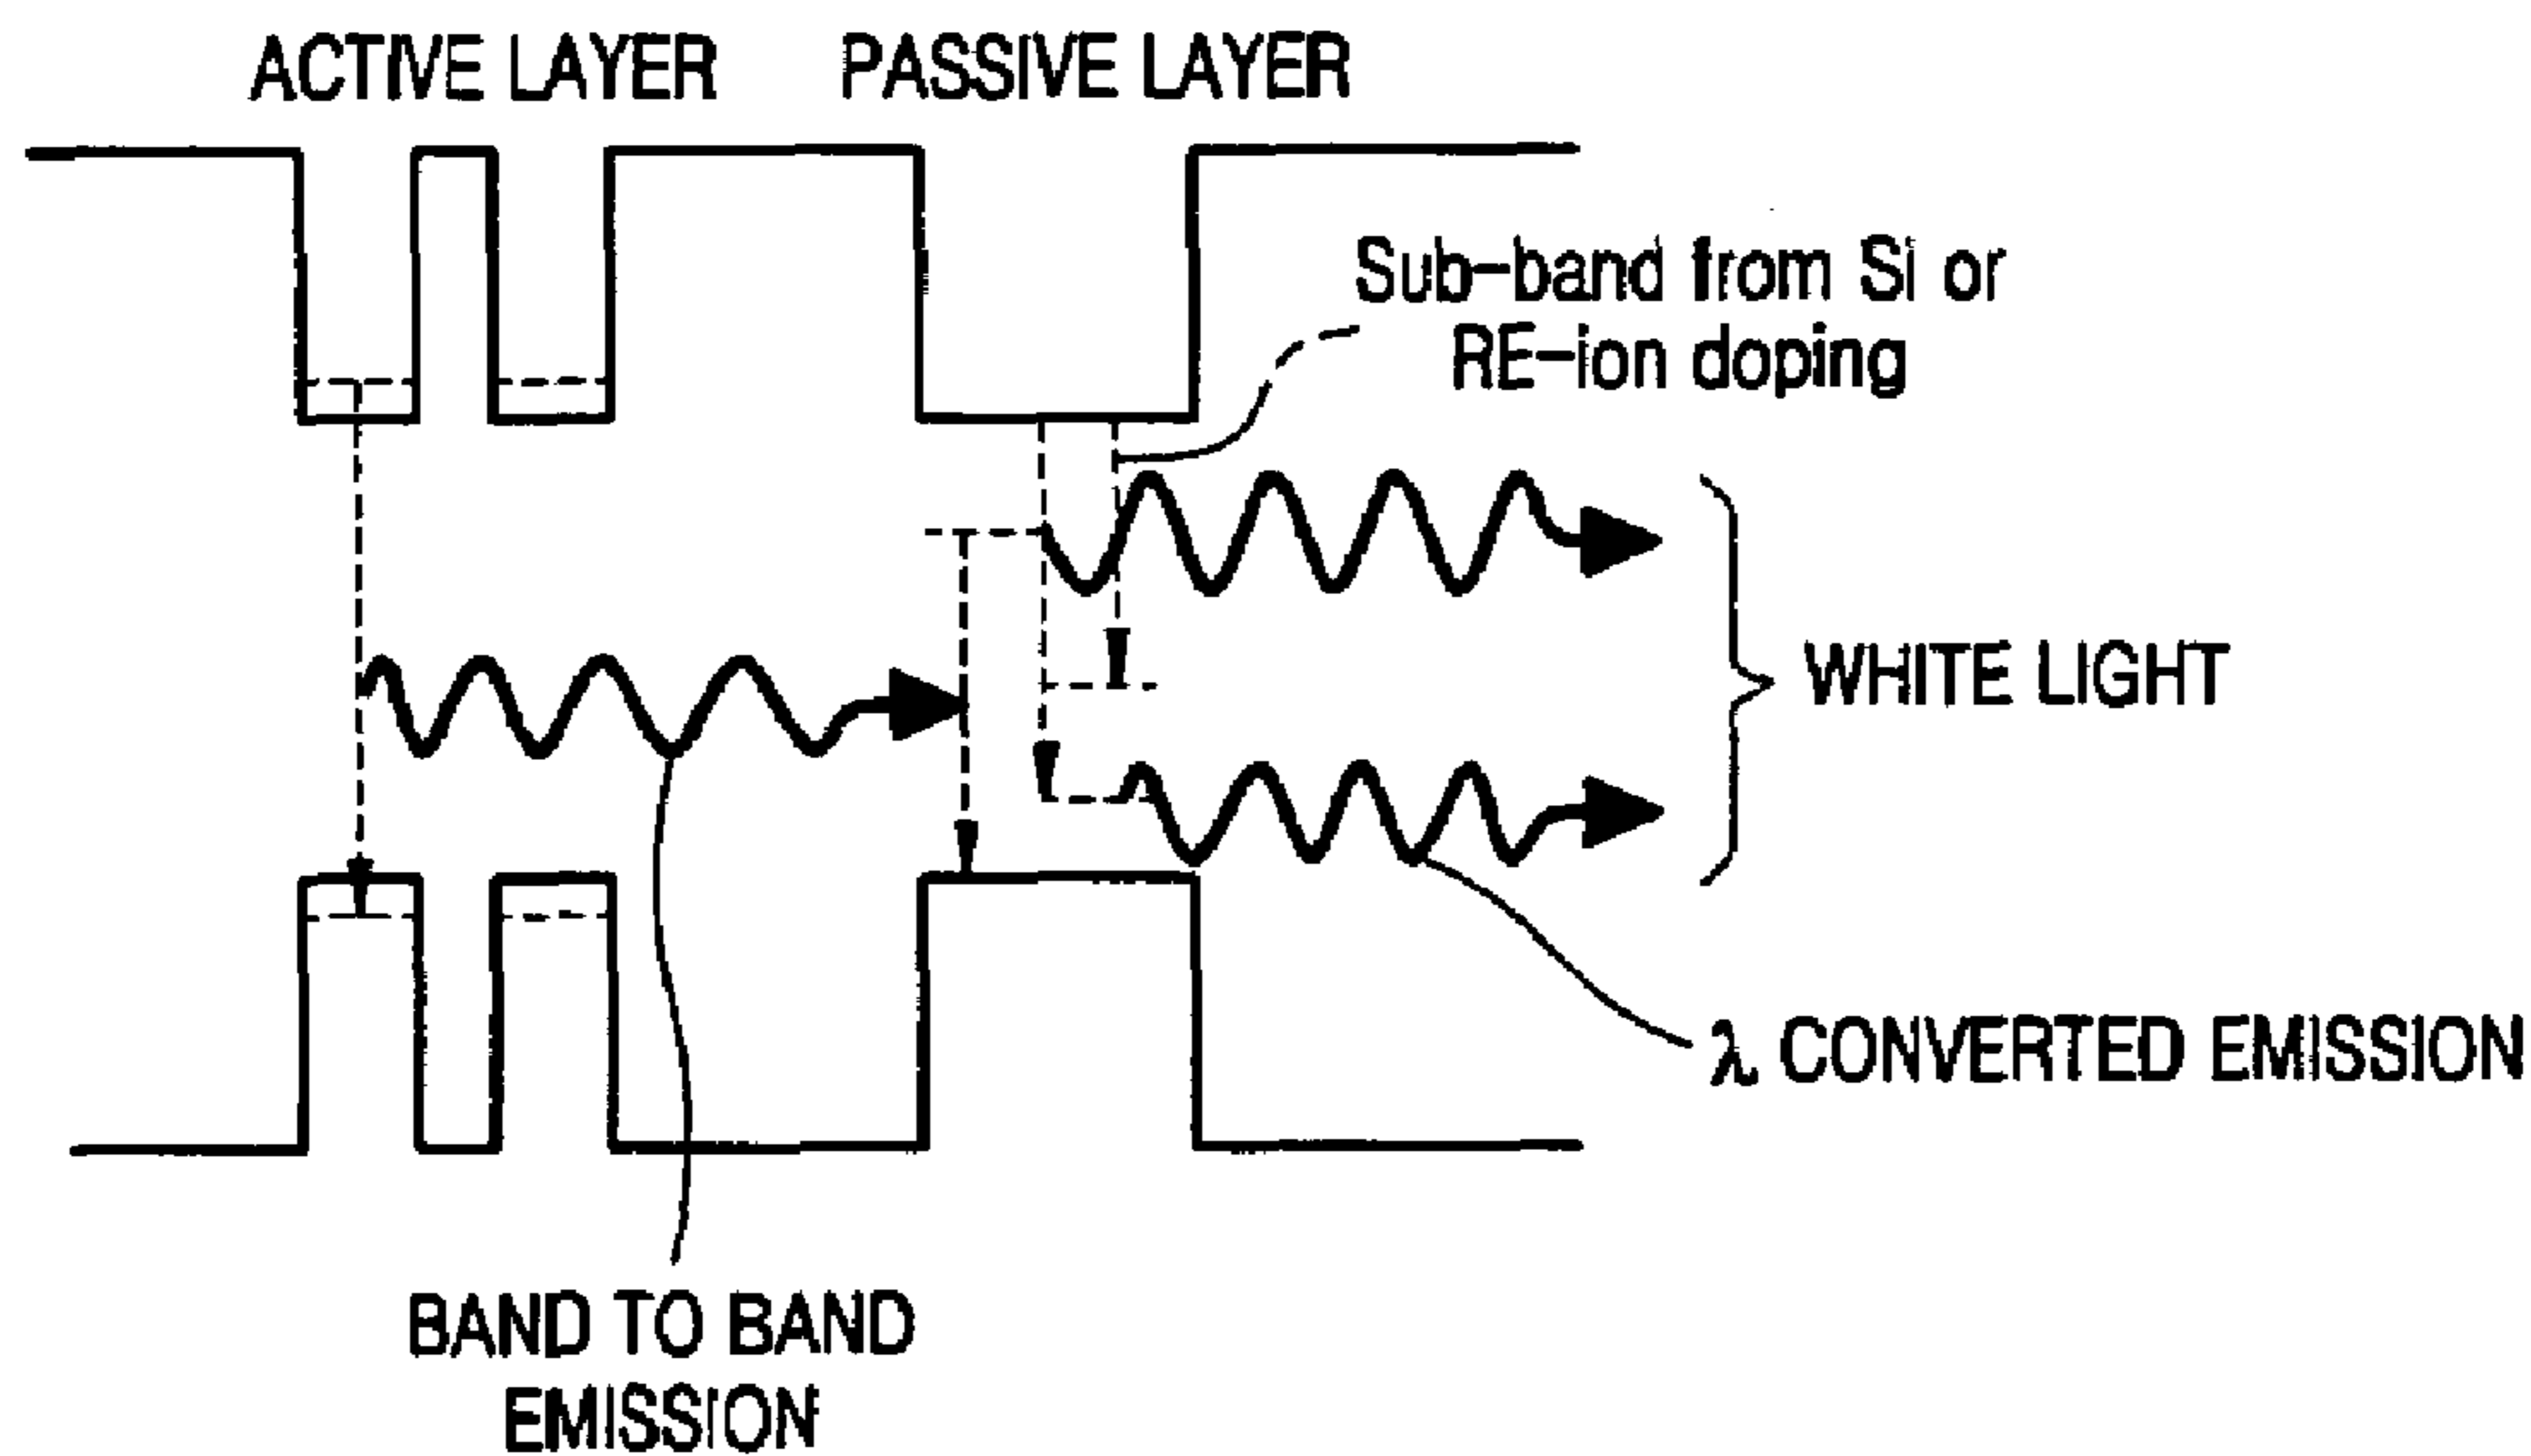 ACTIVE LAYER
PASSIVE LAYER
Sub-band from Si or
RE-ion doping
WHITE LIGHT
λ CONVERTED EMISSION
BAND TO BAND
EMISSION